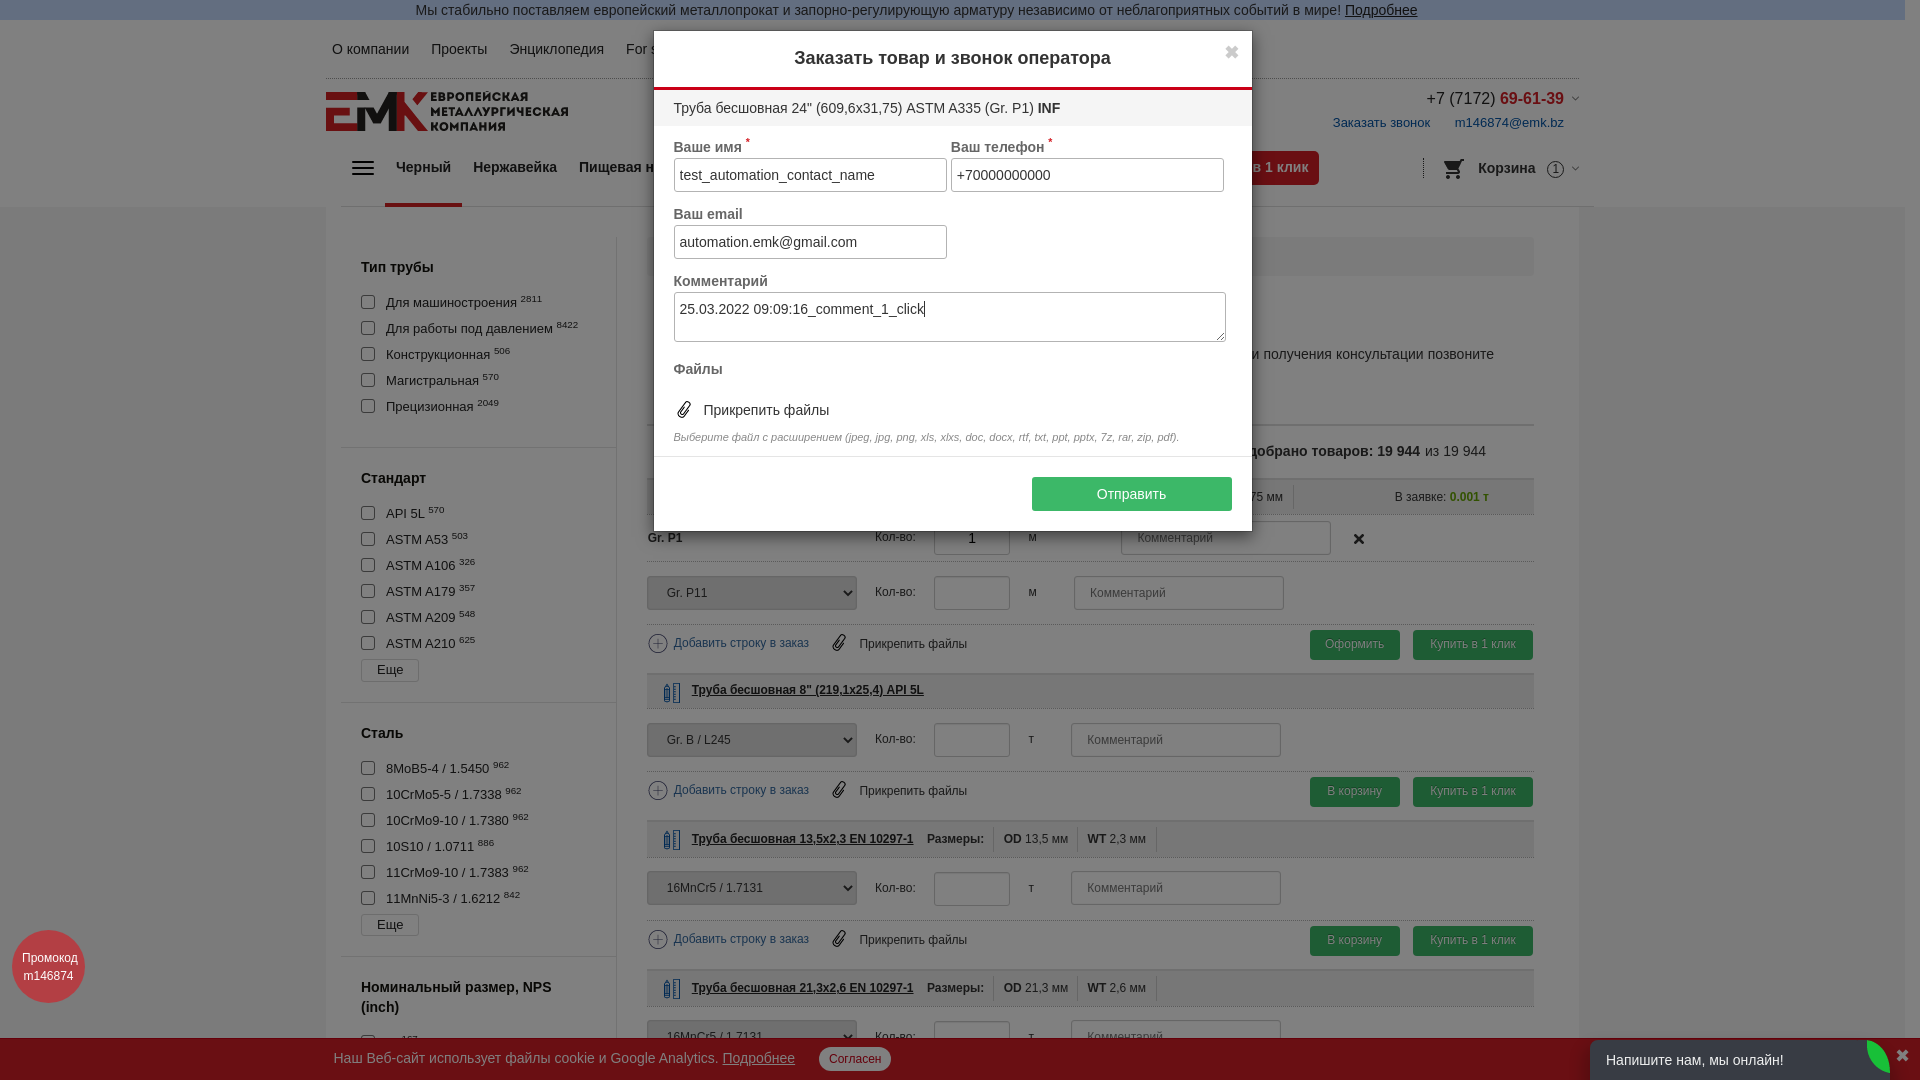 Мы стабильно поставляем европейский металлопрокат и запорно-регулирующую арматуру независимо от неблагоприятных событий в мире! Подробнее
О компании Проекты Энциклопедия For s
ЕВРОПЕЙСКАЯ
ЕМК МЕТАЛЛУРГИЧЕСКАЯ
КОМПАНИЯ
+7 (7172) 69-61-39
Заказать звонок m146874@emk.bz
Черный Нержавейка Пищевая н в 1 клик Корзина 1
Заказать товар и звонок оператора
Труба бесшовная 24" (609,6х31,75) ASTM A335 (Gr. P1) INF
Ваше имя * Ваш телефон *
test_automation_contact_name +70000000000
Ваш email
automation.emk@gmail.com
Комментарий
25.03.2022 09:09:16_comment_1_click
Файлы
Прикрепить файлы
Выберите файл с расширением (jpeg, jpg, png, xls, xlxs, doc, docx, rtf, txt, ppt, pptx, 7z, rar, zip, pdf).
Отправить
Тип трубы
Для машиностроения 2811
Для работы под давлением 8422
Конструкционная 506
Магистральная 570
Прецизионная 2049
Стандарт
API 5L 570
ASTM A53 503
ASTM A106 326
ASTM A179 357
ASTM A209 548
ASTM A210 625
Еще
Сталь
8MoB5-4 / 1.5450 962
10CrMo5-5 / 1.7338 962
10CrMo9-10 / 1.7380 962
10S10 / 1.0711 886
11CrMo9-10 / 1.7383 962
11MnNi5-3 / 1.6212 842
Еще
Номинальный размер, NPS
(inch)
167
и получения консультации позвоните
добрано товаров: 19 944 из 19 944
75 мм В заявке: 0.001 т
Gr. P1 Кол-во: 1 м Комментарий
Gr. P11 Кол-во: м Комментарий
Добавить строку в заказ Прикрепить файлы Оформить Купить в 1 клик
Труба бесшовная 8" (219,1х25,4) API 5L
Gr. B / L245 Кол-во: т Комментарий
Добавить строку в заказ Прикрепить файлы В корзину Купить в 1 клик
Труба бесшовная 13,5х2,3 EN 10297-1 Размеры: OD 13,5 мм WT 2,3 мм
16MnCr5 / 1.7131 Кол-во: т Комментарий
Добавить строку в заказ Прикрепить файлы В корзину Купить в 1 клик
Труба бесшовная 21,3х2,6 EN 10297-1 Размеры: OD 21,3 мм WT 2,6 мм
16MnCr5 / 1.7131 Кол-во: т Комментарий
Промокод
m146874
Наш Веб-сайт использует файлы cookie и Google Analytics. Подробнее Согласен
Напишите нам, мы онлайн!